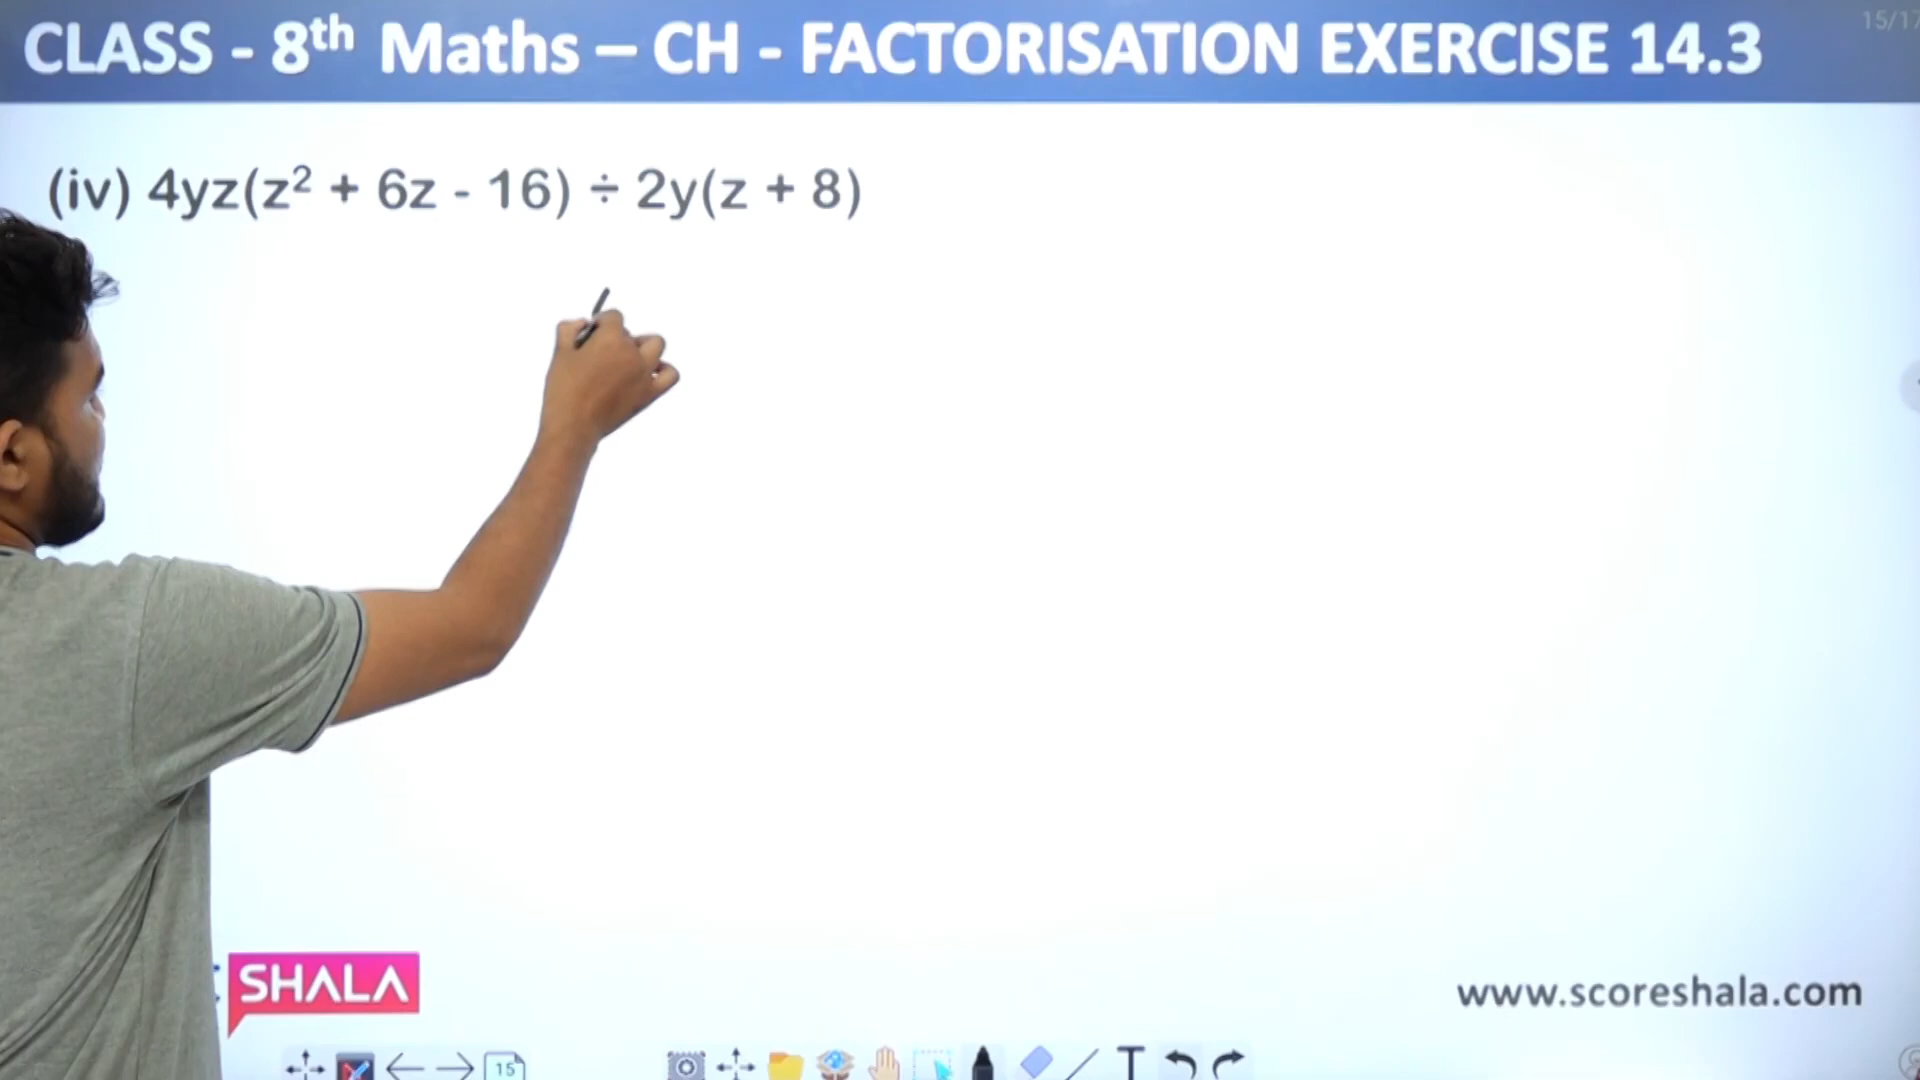 CLASS - 8th Maths – CH - FACTORISATION EXERCISE 14.3
(iv) 4yz(z² + 6z - 16) ÷ 2y(z + 8)
SHALA
www.scoreshala.com
15